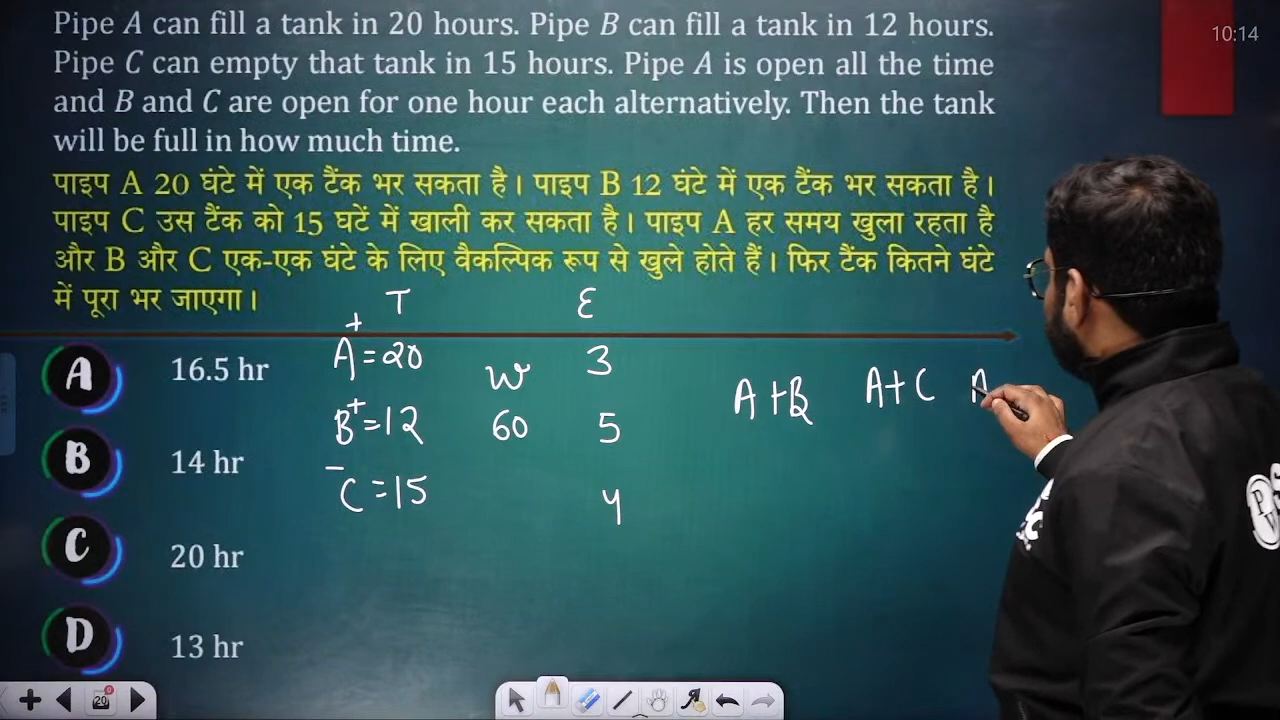 Pipe A can fill a tank in 20 hours. Pipe B can fill a tank in 12 hours.
10:14
Pipe C can empty that tank in 15 hours. Pipe A is open all the time
and B and C are open for one hour each alternatively. Then the tank
will be full in how much time.
पाइप A 20 घंटे में एक टैंक भर सकता है। पाइप B 12 घंटे में एक टैंक भर सकता है।
पाइप C उस टैंक को 15 घटें में खाली कर सकता है। पाइप A हर समय खुला रहता है
और B और C एक-एक घंटे के लिए वैकल्पिक रूप से खुले होते हैं। फिर टैंक कितने घंटे
में पूरा भर जाएगा।
T E
+
A 16.5 hr A=20 W 3 A+B A+C A
+
B 14 hr B=12 60 5
−
C=15 4
C 20 hr
D 13 hr
20